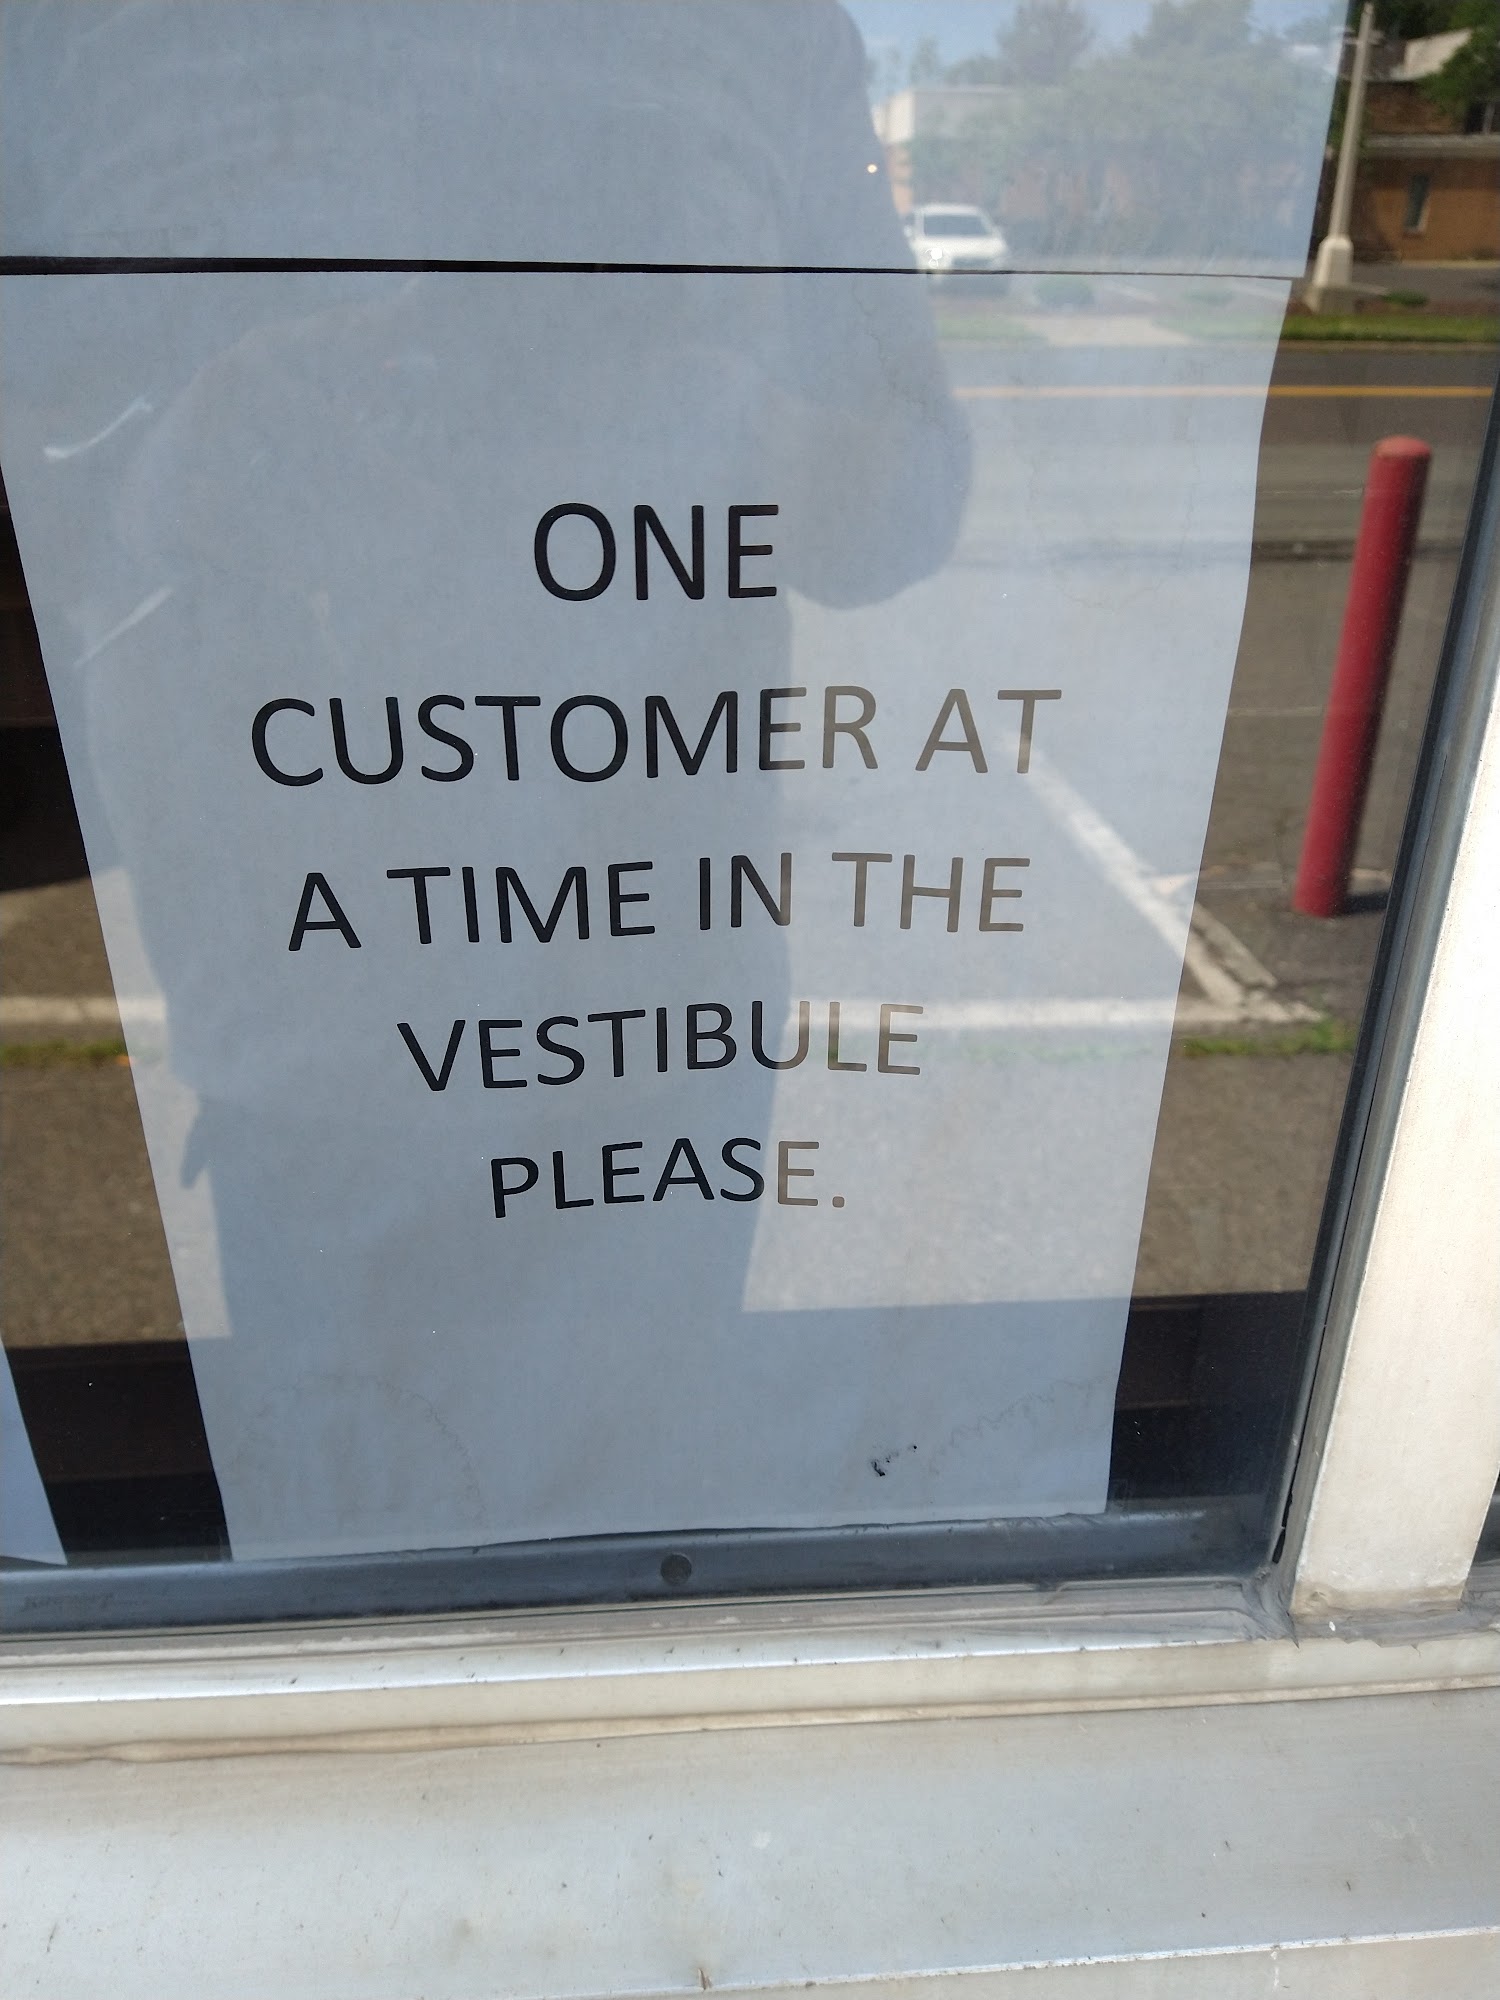 ONE
CUSTOMER AT
A TIME IN THE
VESTIBULE
PLEASE.